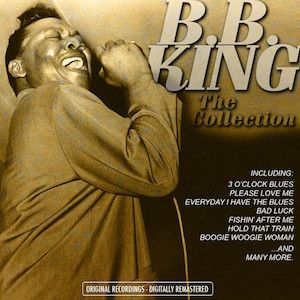 B.B.
KING
The
Collection
INCLUDING:
3 O'CLOCK BLUES
PLEASE LOVE ME
EVERYDAY I HAVE THE BLUES
BAD LUCK
FISHIN' AFTER ME
HOLD THAT TRAIN
BOOGIE WOOGIE WOMAN
...AND
MANY MORE.
ORIGINAL RECORDINGS - DIGITALLY REMASTERED